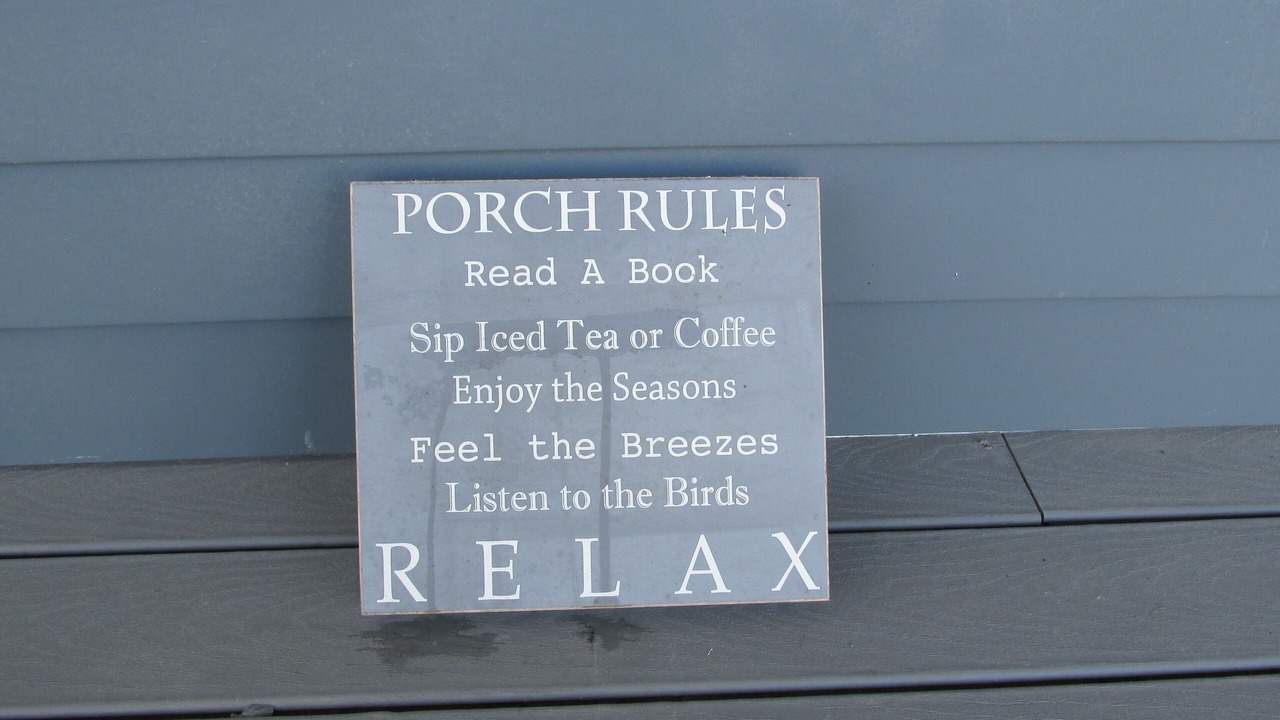 PORCH RULES
Read A Book
Sip Iced Tea or Coffee
Enjoy the Seasons
Feel the Breezes
Listen to the Birds
RELAX